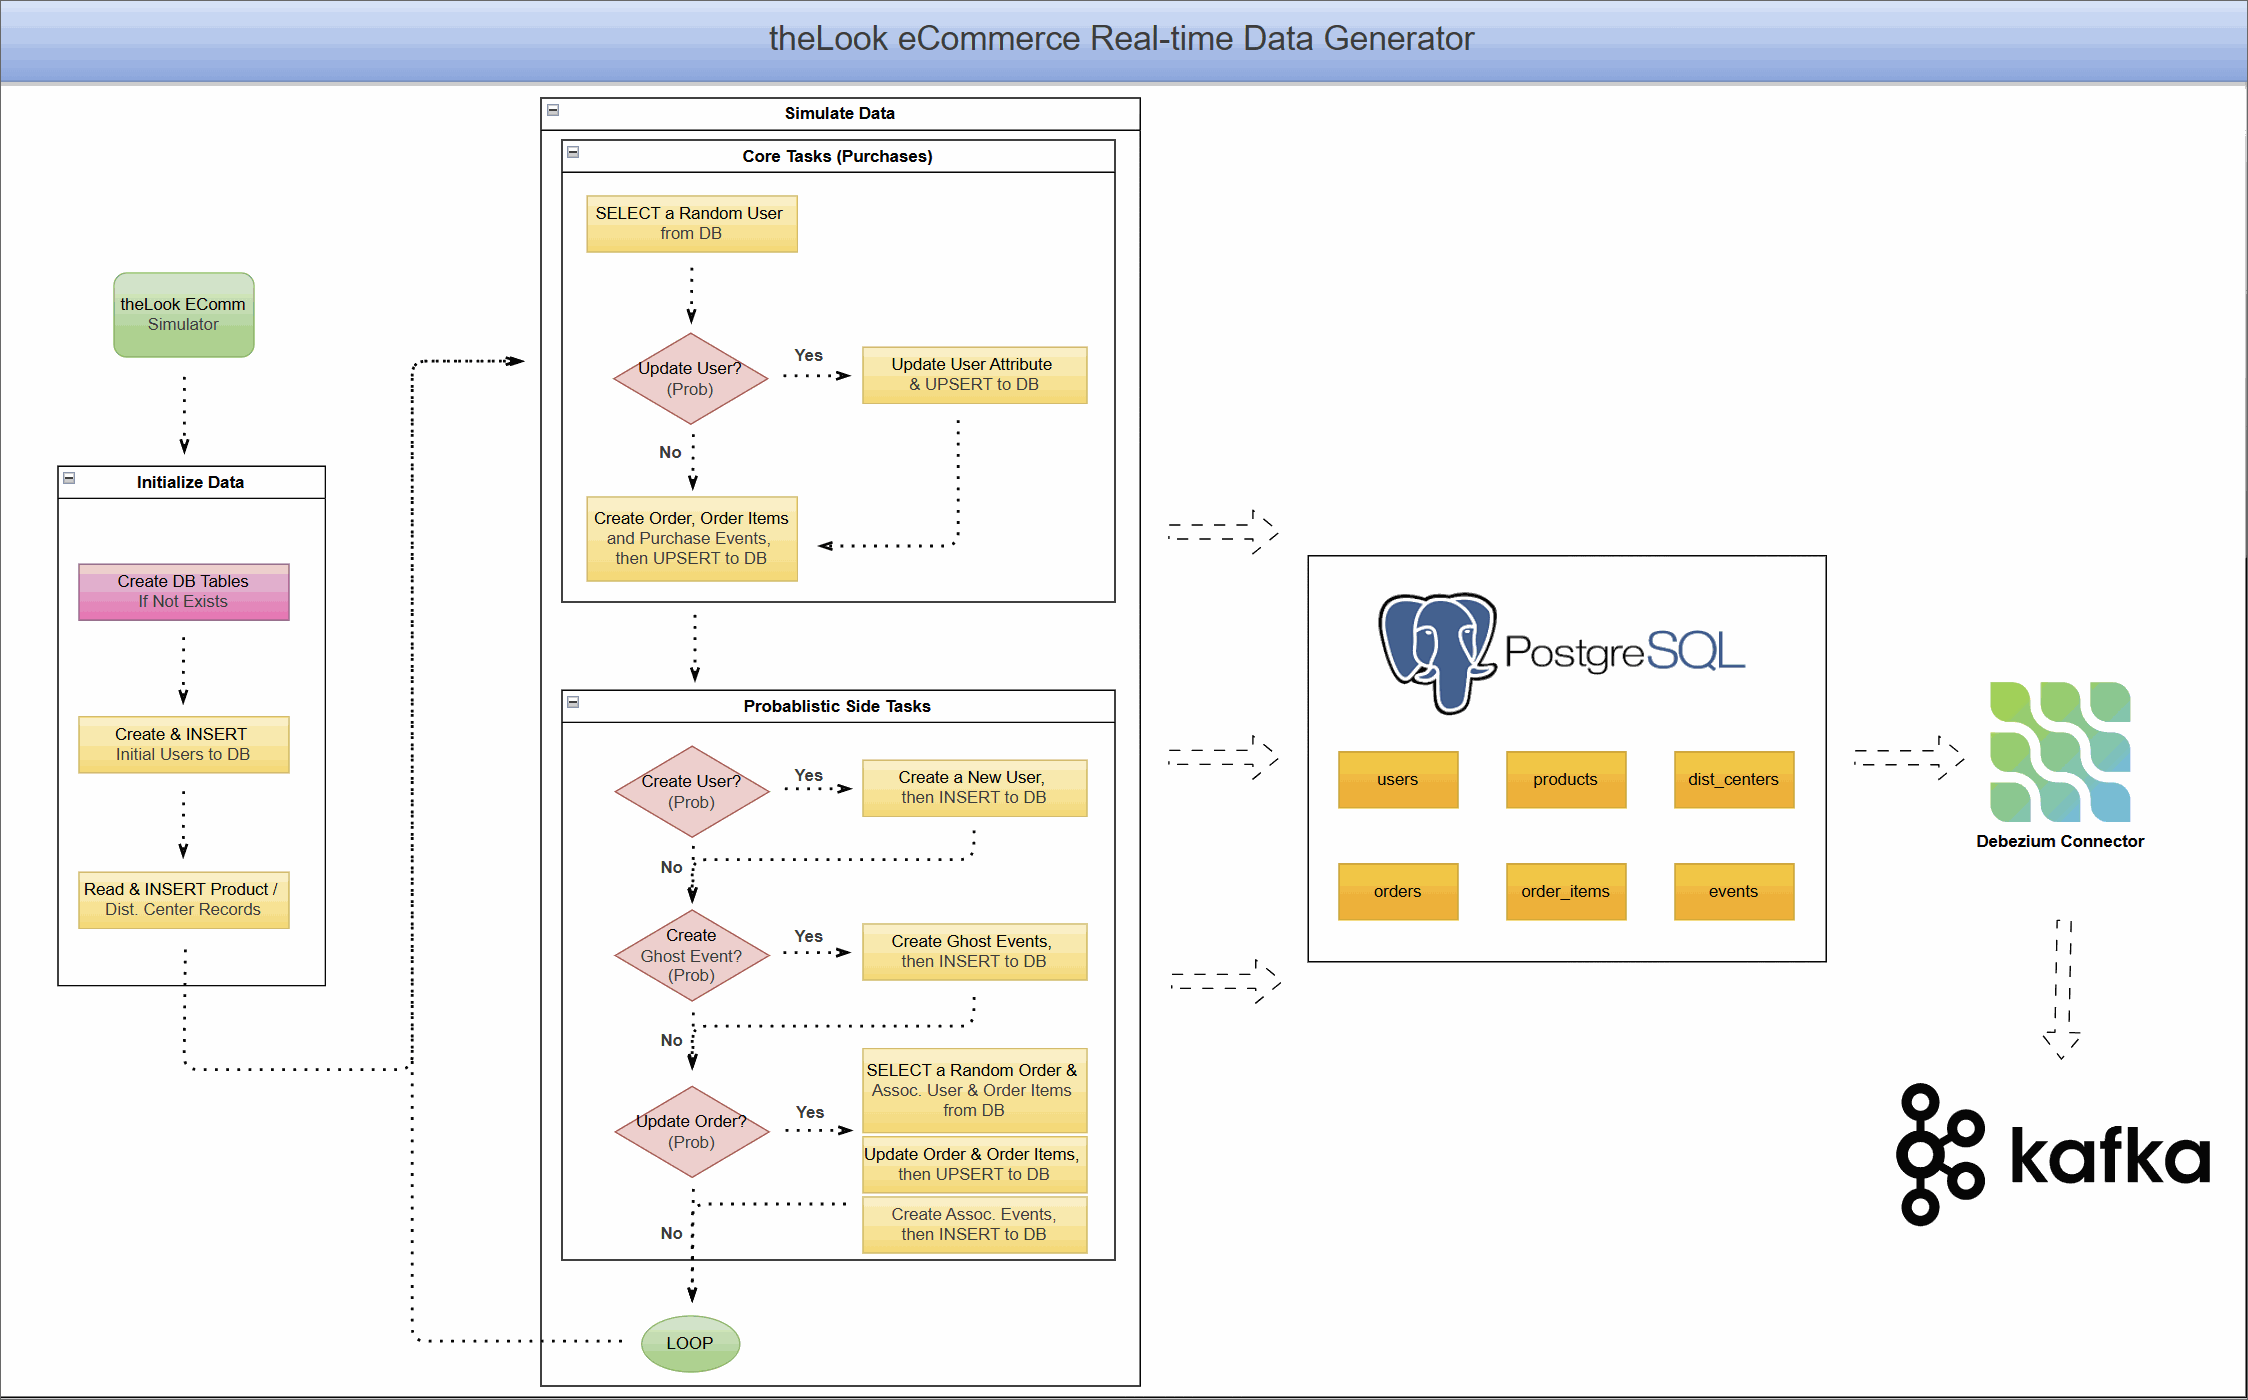 theLook eCommerce Real-time Data Generator
theLook EComm
Simulator
Initialize Data
Create DB Tables
If Not Exists
Create & INSERT
Initial Users to DB
Read & INSERT Product /
Dist. Center Records
Simulate Data
Core Tasks (Purchases)
SELECT a Random User
from DB
Update User?
(Prob)
Yes
Update User Attribute
& UPSERT to DB
No
Create Order, Order Items
and Purchase Events,
then UPSERT to DB
Probablistic Side Tasks
Create User?
(Prob)
Yes
Create a New User,
then INSERT to DB
No
Create
Ghost Event?
(Prob)
Yes
Create Ghost Events,
then INSERT to DB
No
Update Order?
(Prob)
Yes
SELECT a Random Order &
Assoc. User & Order Items
from DB
Update Order & Order Items,
then UPSERT to DB
Create Assoc. Events,
then INSERT to DB
No
LOOP
PostgreSQL
users
products
dist_centers
orders
order_items
events
Debezium Connector
kafka